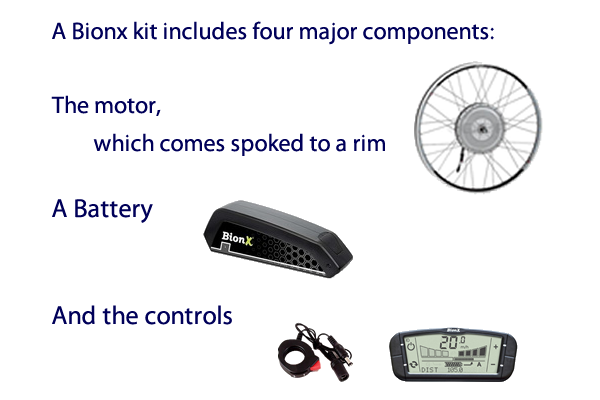 A Bionx kit includes four major components:
The motor,
which comes spoked to a rim
A Battery
BionX
And the controls
BionX
20.0
DIST
A